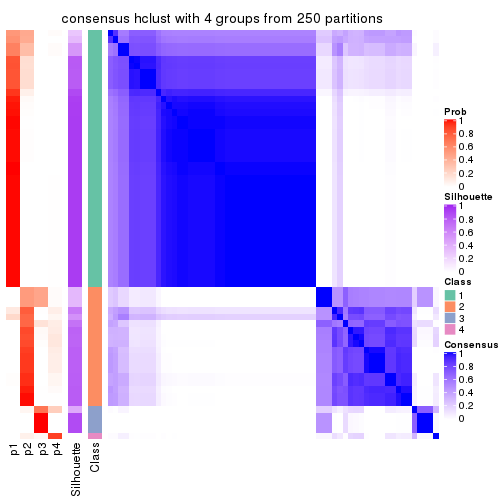 consensus hclust with 4 groups from 250 partitions
Prob
1
0.8
0.6
0.4
0.2
0
Silhouette
1
0.8
0.6
0.4
0.2
0
Class
1
2
3
4
Consensus
1
0.8
0.6
0.4
0.2
0
p1
p2
p3
p4
Silhouette
Class